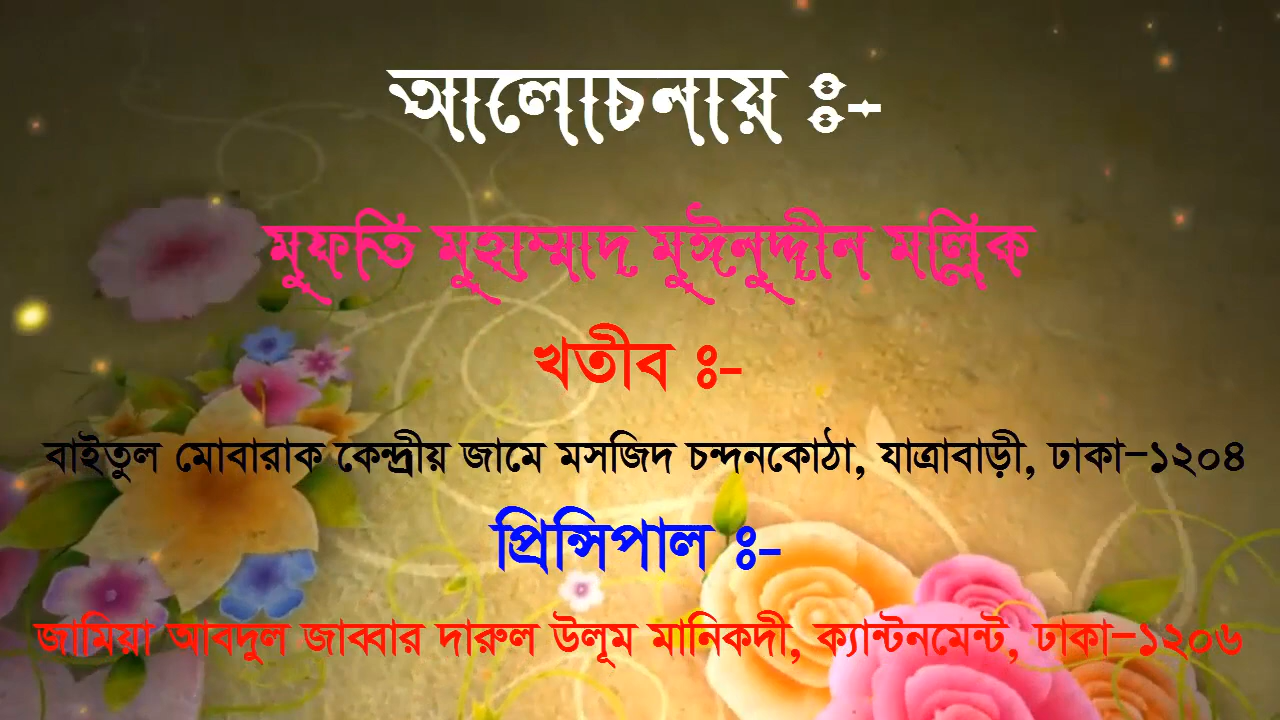 আলোচনায় ঃ-
মুফতি মুহাম্মাদ মুঈনুদ্দীন মল্লিক
খতীব ঃ-
বাইতুল মোবারাক কেন্দ্রীয় জামে মসজিদ চন্দনকোঠা, যাত্রাবাড়ী, ঢাকা–১২০৪
প্রিন্সিপাল ঃ-
জামিয়া আবদুল জাব্বার দারুল উলূম মানিকদী, ক্যান্টনমেন্ট, ঢাকা–১২০৬